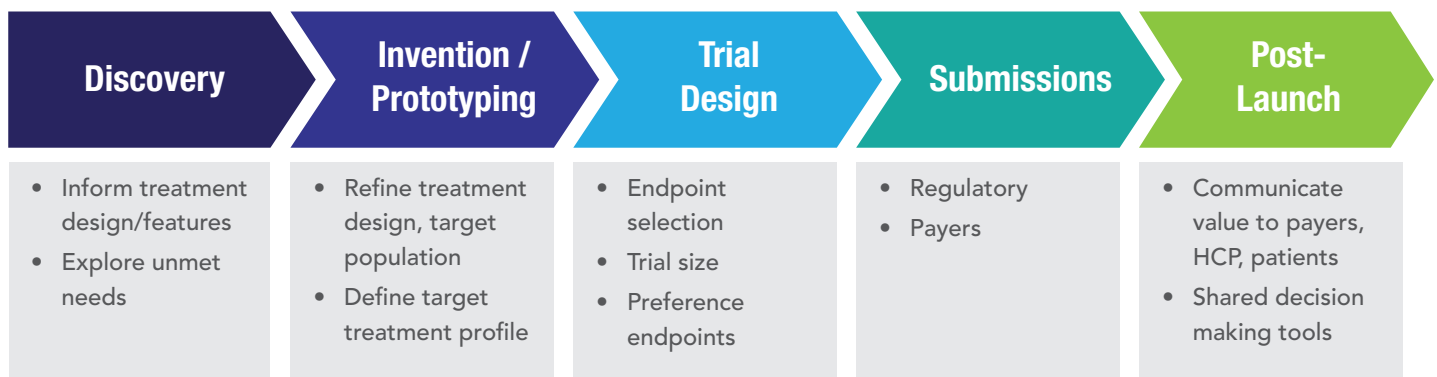 Discovery
Invention /
Prototyping
Trial
Design
Submissions
Post-
Launch
• Inform treatment
design/features
• Explore unmet
needs
• Refine treatment
design, target
population
• Define target
treatment profile
• Endpoint
selection
• Trial size
• Preference
endpoints
• Regulatory
• Payers
• Communicate
value to payers,
HCP, patients
• Shared decision
making tools